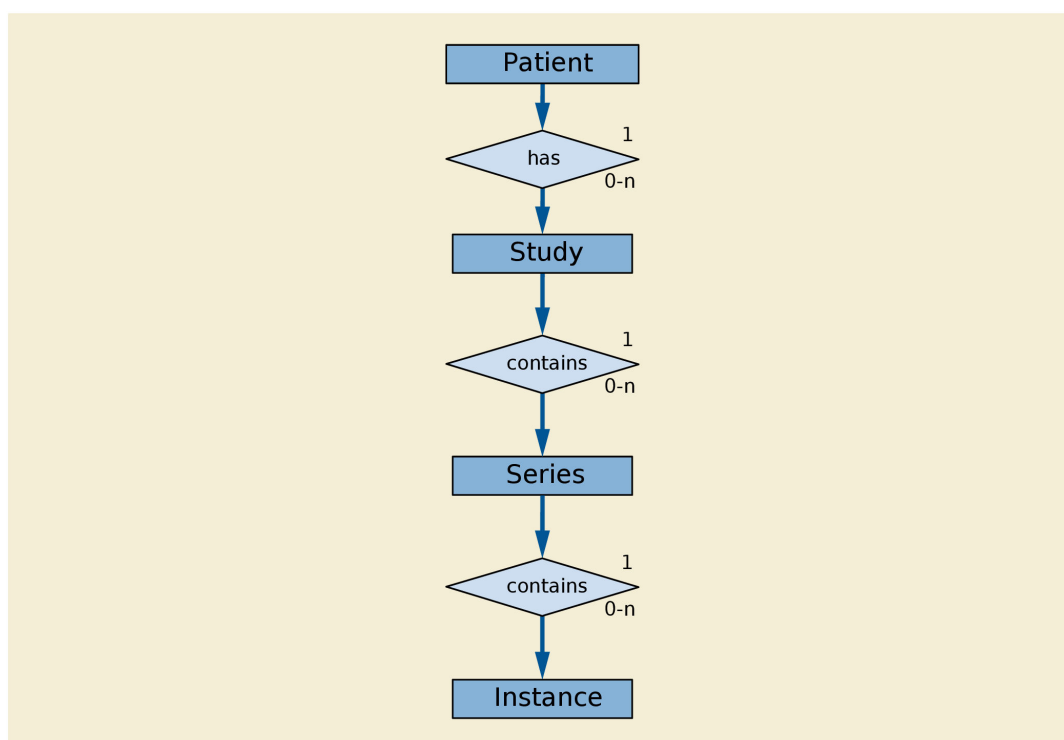 Patient
1
has
0-n
Study
1
contains
0-n
Series
1
contains
0-n
Instance